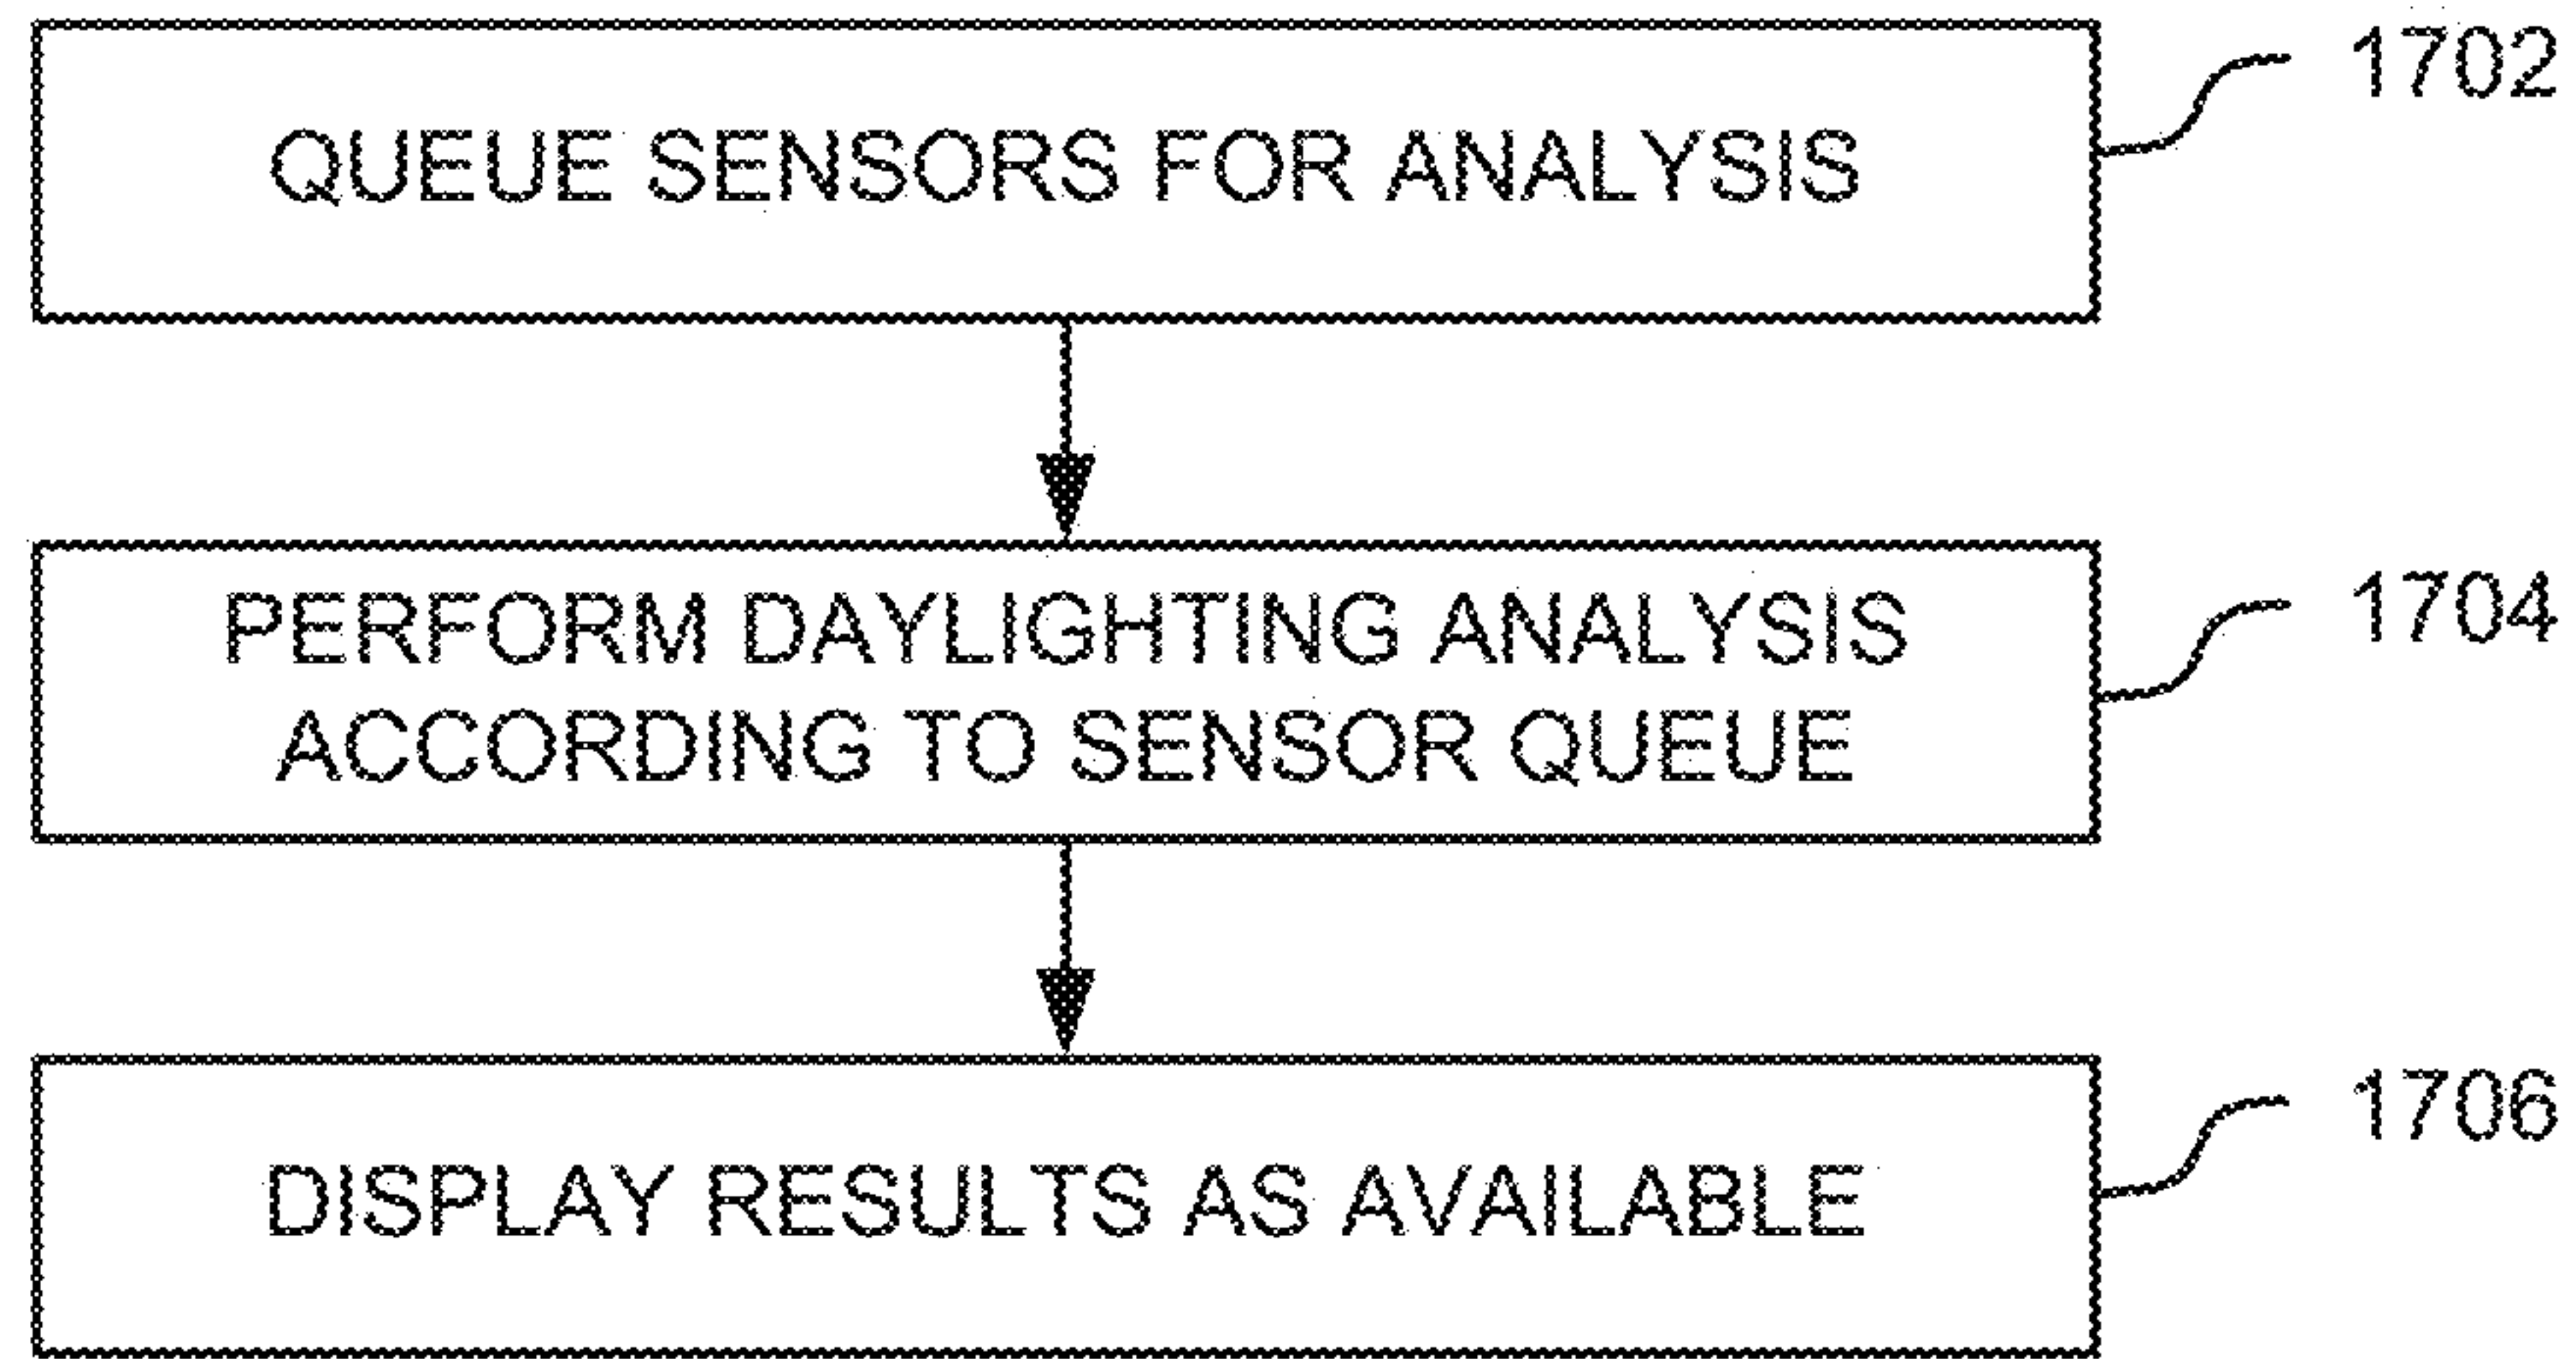 1702
QUEUE SENSORS FOR ANALYSIS
1704
PERFORM DAYLIGHTING ANALYSIS
ACCORDING TO SENSOR QUEUE
1706
DISPLAY RESULTS AS AVAILABLE